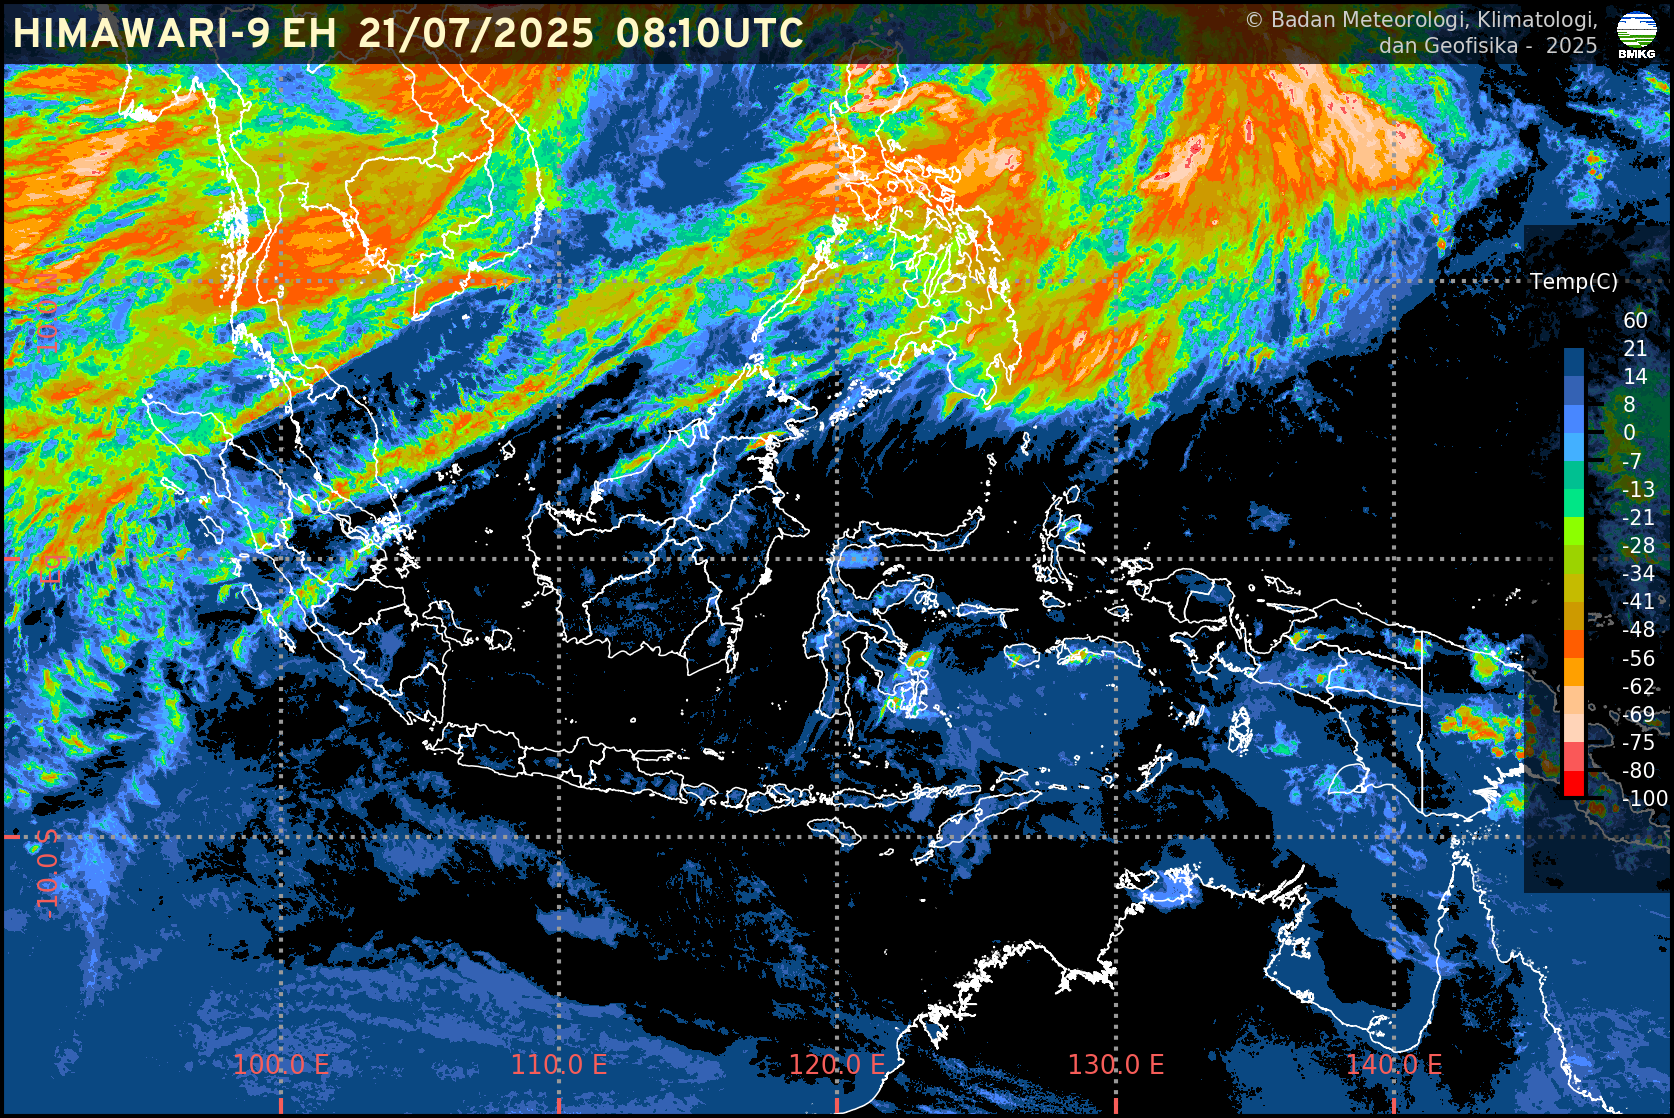 HIMAWARI-9 EH 21/07/2025 08:10UTC
© Badan Meteorologi, Klimatologi,
dan Geofisika - 2025
BMKG
10.0 N
EQ
-10.0 S
Temp(C)
60
21
14
8
0
-7
-13
-21
-28
-34
-41
-48
-56
-62
-69
-75
-80
-100
100.0 E
110.0 E
120.0 E
130.0 E
140.0 E